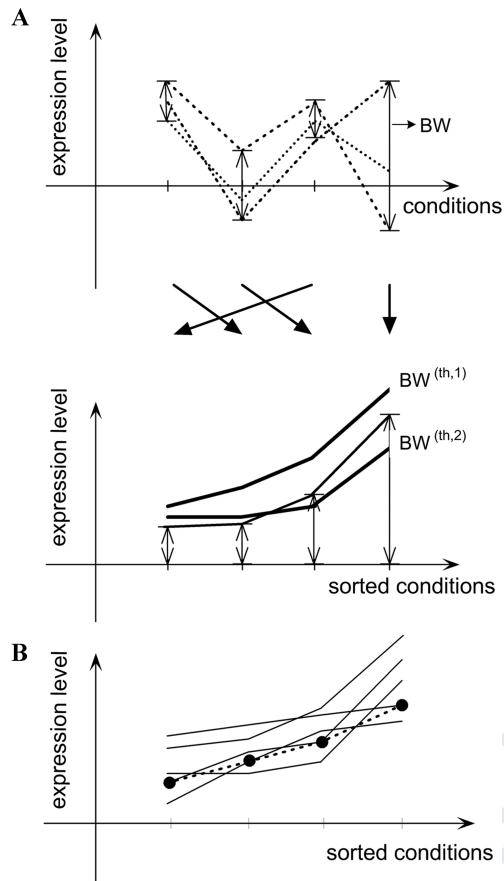 A
expression level
BW
conditions
BW (th,1)
BW (th,2)
expression level
sorted conditions
B
expression level
sorted conditions